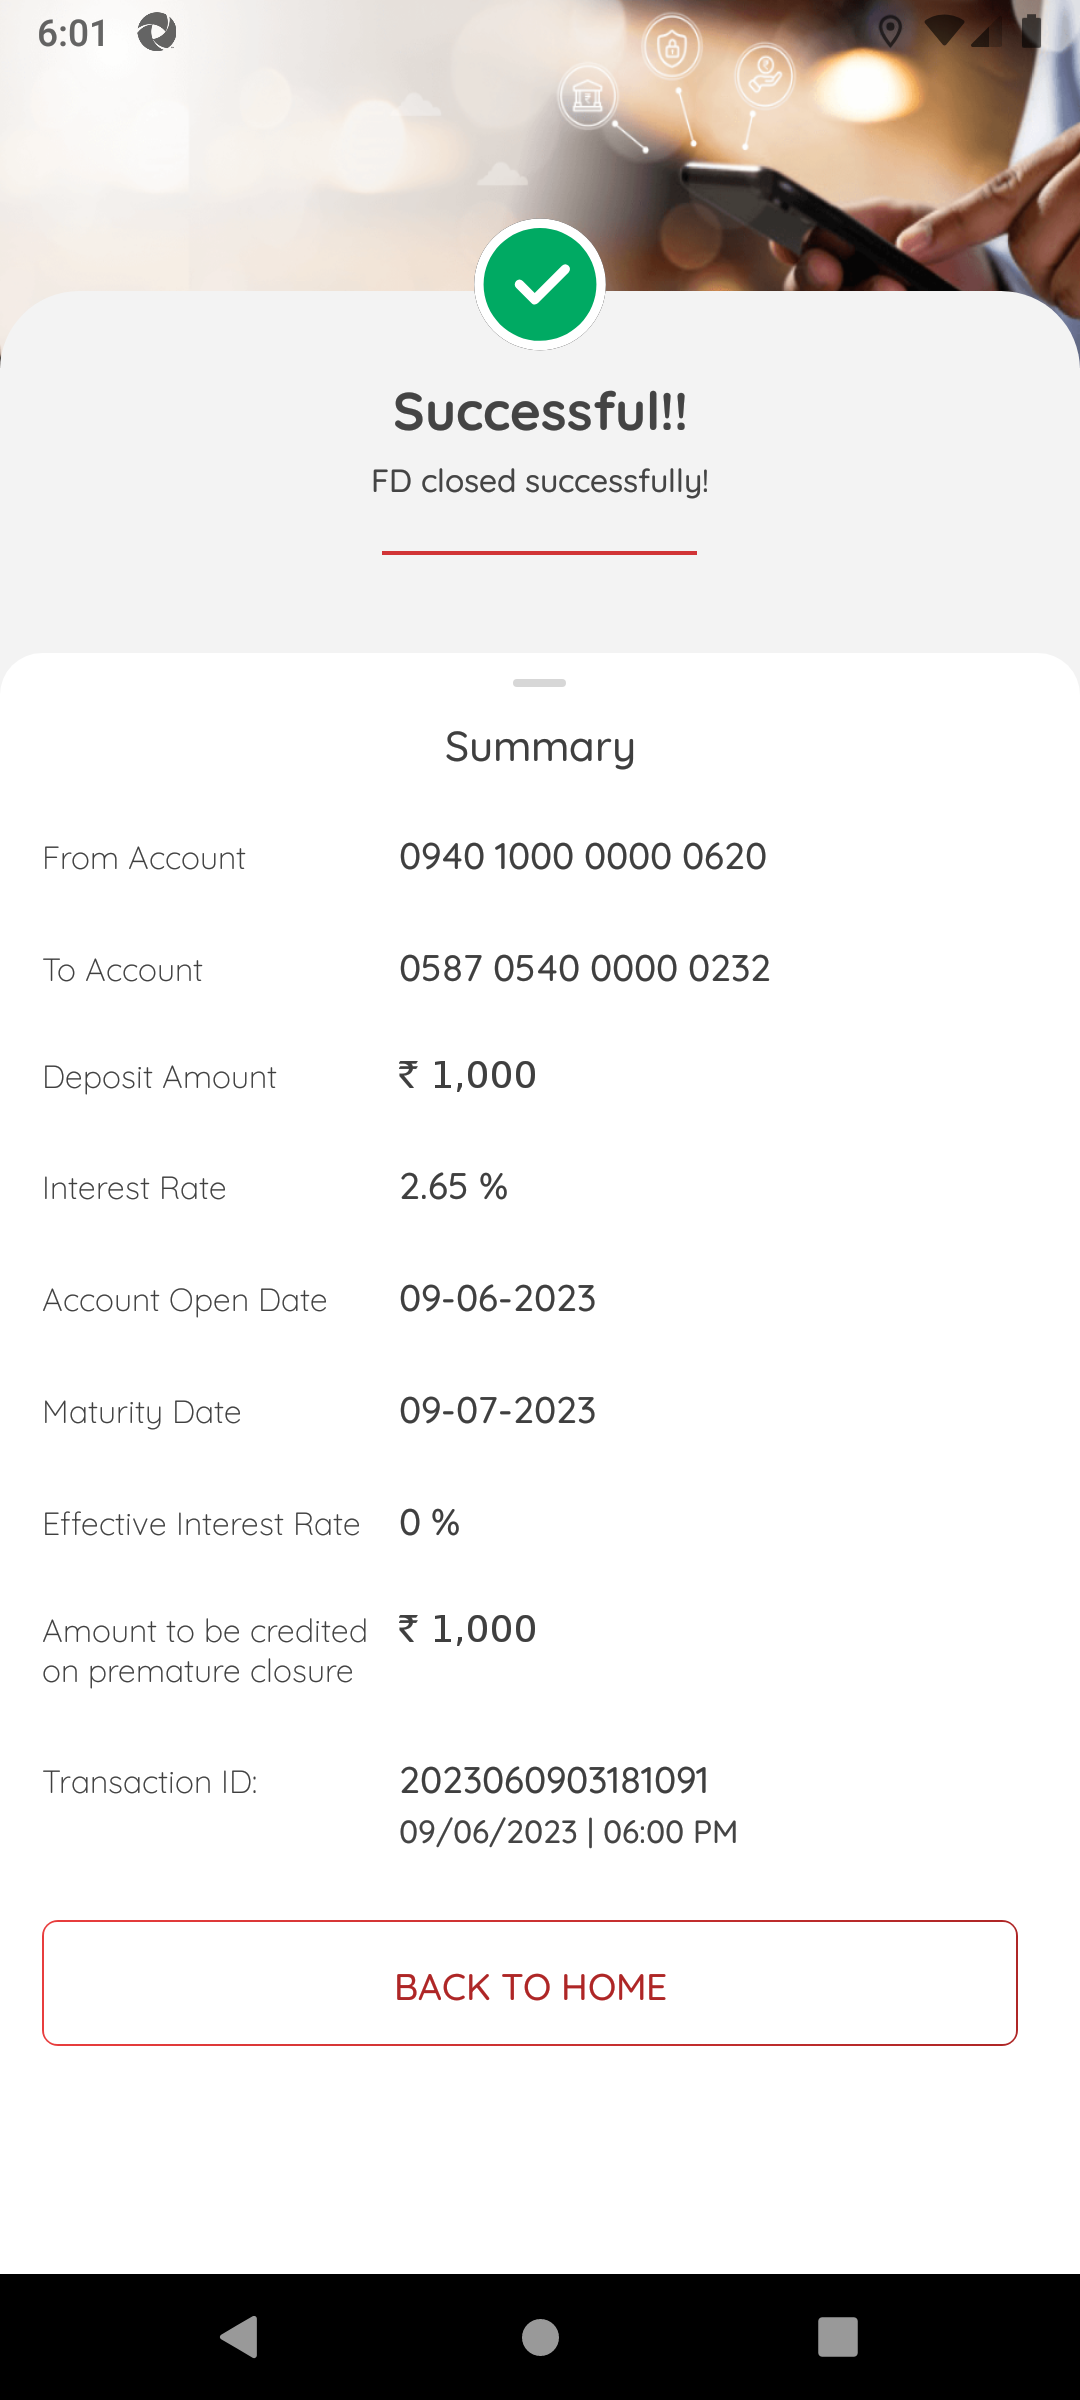 6:01
Successful!!
FD closed successfully!
Summary
From Account 0940 1000 0000 0620
To Account 0587 0540 0000 0232
Deposit Amount ₹ 1,000
Interest Rate 2.65 %
Account Open Date 09-06-2023
Maturity Date 09-07-2023
Effective Interest Rate 0 %
Amount to be credited ₹ 1,000
on premature closure
Transaction ID: 2023060903181091
09/06/2023 | 06:00 PM
BACK TO HOME